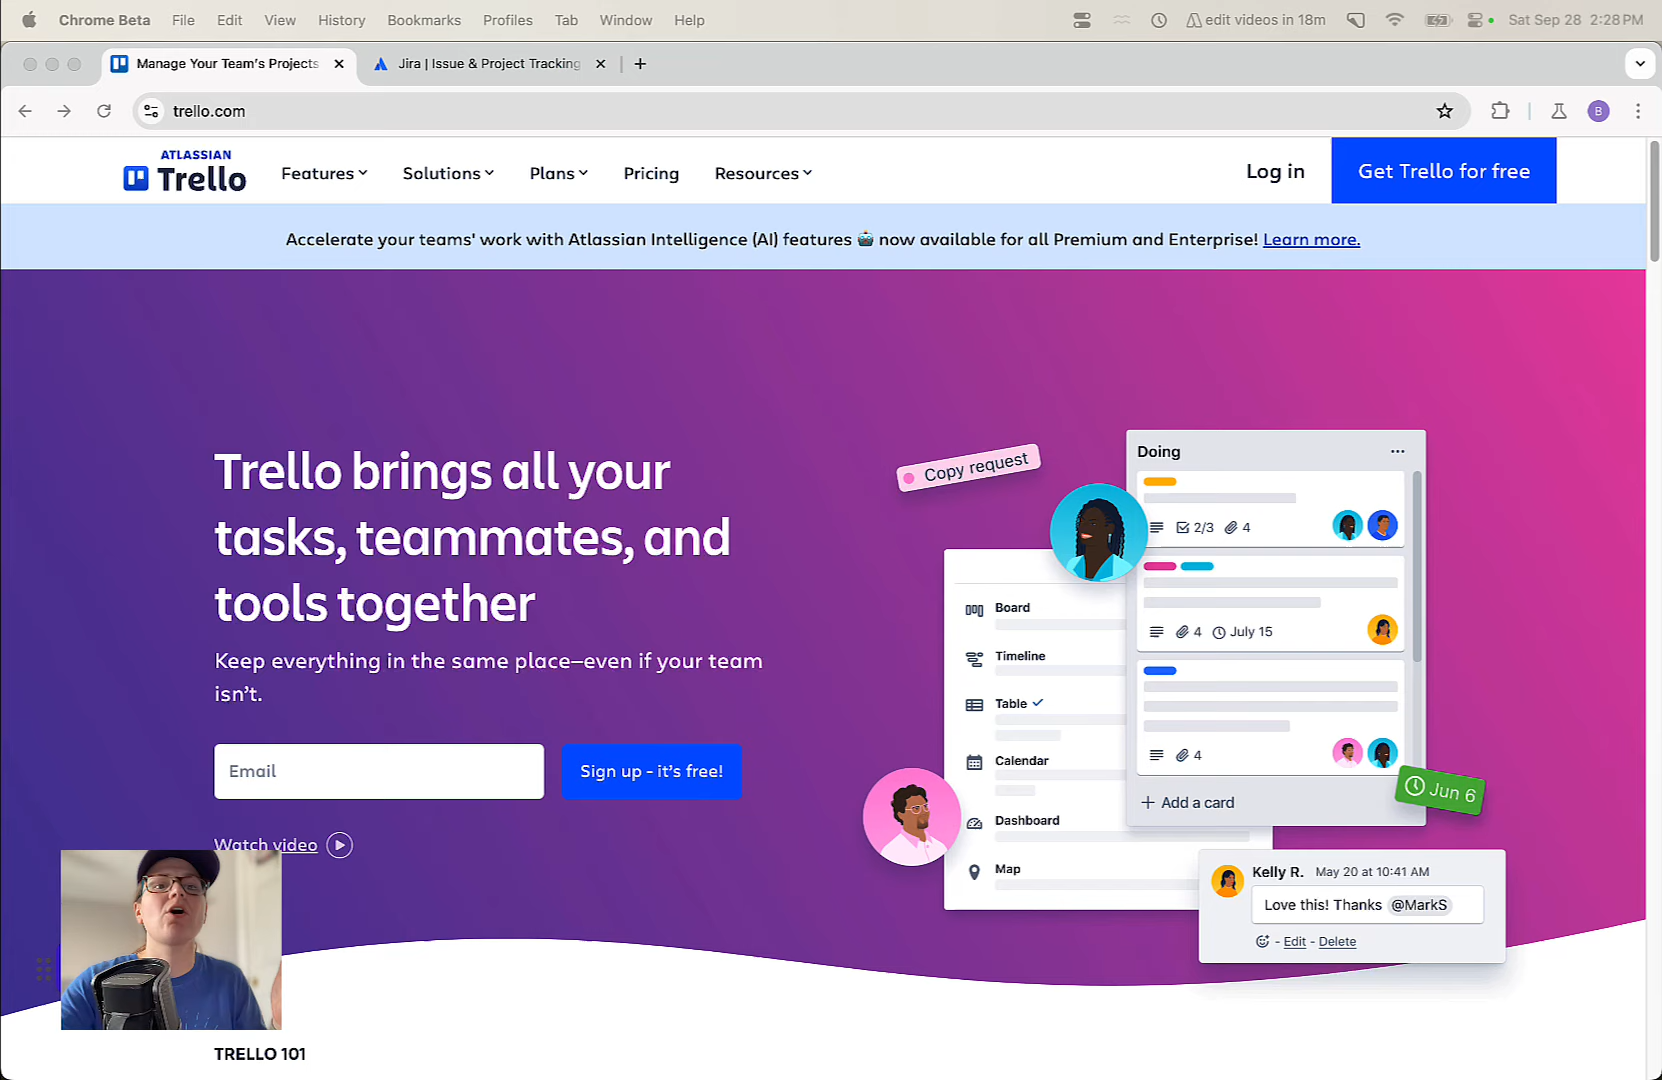 Chrome Beta File Edit View History Bookmarks Profiles Tab Window Help edit videos in 18m Sat Sep 28 2:28 PM
Manage Your Team's Projects Jira | Issue & Project Tracking
trello.com
ATLASSIAN
Trello
Features Solutions Plans Pricing Resources Log in Get Trello for free
Accelerate your teams' work with Atlassian Intelligence (AI) features 🤖 now available for all Premium and Enterprise! Learn more.
Trello brings all your
tasks, teammates, and
tools together
Keep everything in the same place—even if your team
isn't.
Email
Sign up - it's free!
Watch video
Copy request
Doing
2/3 4
4 July 15
4
+ Add a card
Jun 6
Board
Timeline
Table
Calendar
Dashboard
Map
Kelly R. May 20 at 10:41 AM
Love this! Thanks @MarkS
- Edit - Delete
TRELLO 101
B